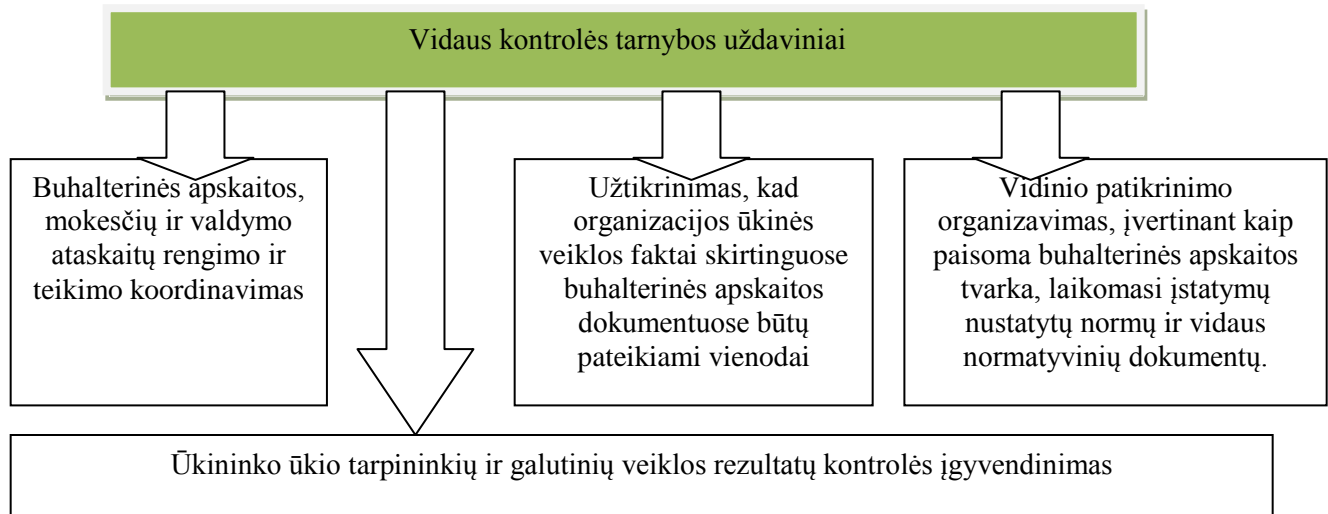 Vidaus kontrolės tarnybos uždaviniai
Buhalterinės apskaitos,
mokesčių ir valdymo
ataskaitų rengimo ir
teikimo koordinavimas
Užtikrinimas, kad
organizacijos ūkinės
veiklos faktai skirtinguose
buhalterinės apskaitos
dokumentuose būtų
pateikiami vienodai
Vidinio patikrinimo
organizavimas, įvertinant kaip
paisoma buhalterinės apskaitos
tvarka, laikomasi įstatymų
nustatytų normų ir vidaus
normatyvinių dokumentų.
Ūkininko ūkio tarpininkių ir galutinių veiklos rezultatų kontrolės įgyvendinimas